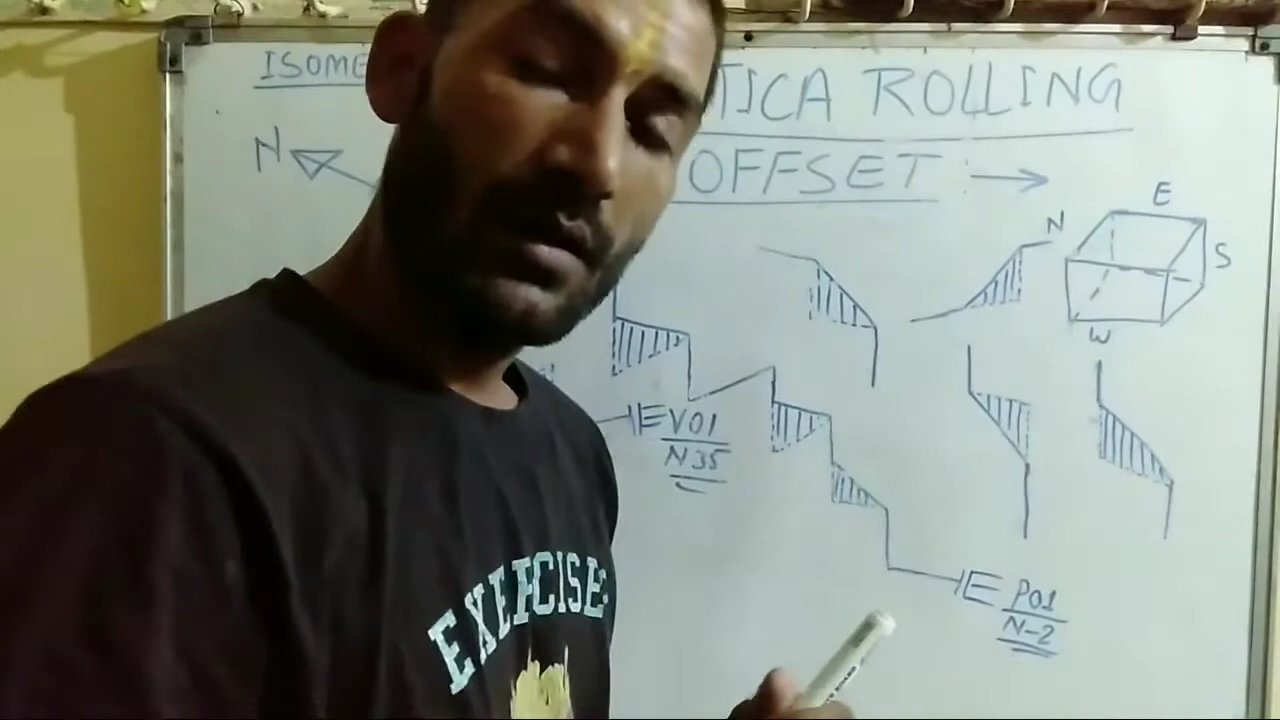 ISOME
TICA ROLLING
OFFSET
N
E
N
S
W
V01
N35
P01
N-2
EXERCISE